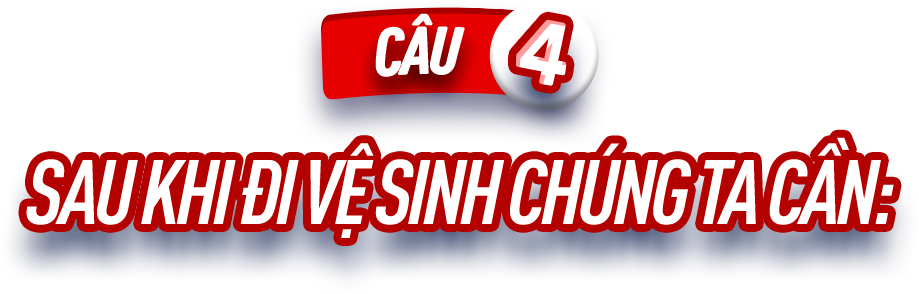 CÂU 4
SAU KHI ĐI VỆ SINH CHÚNG TA CẦN: